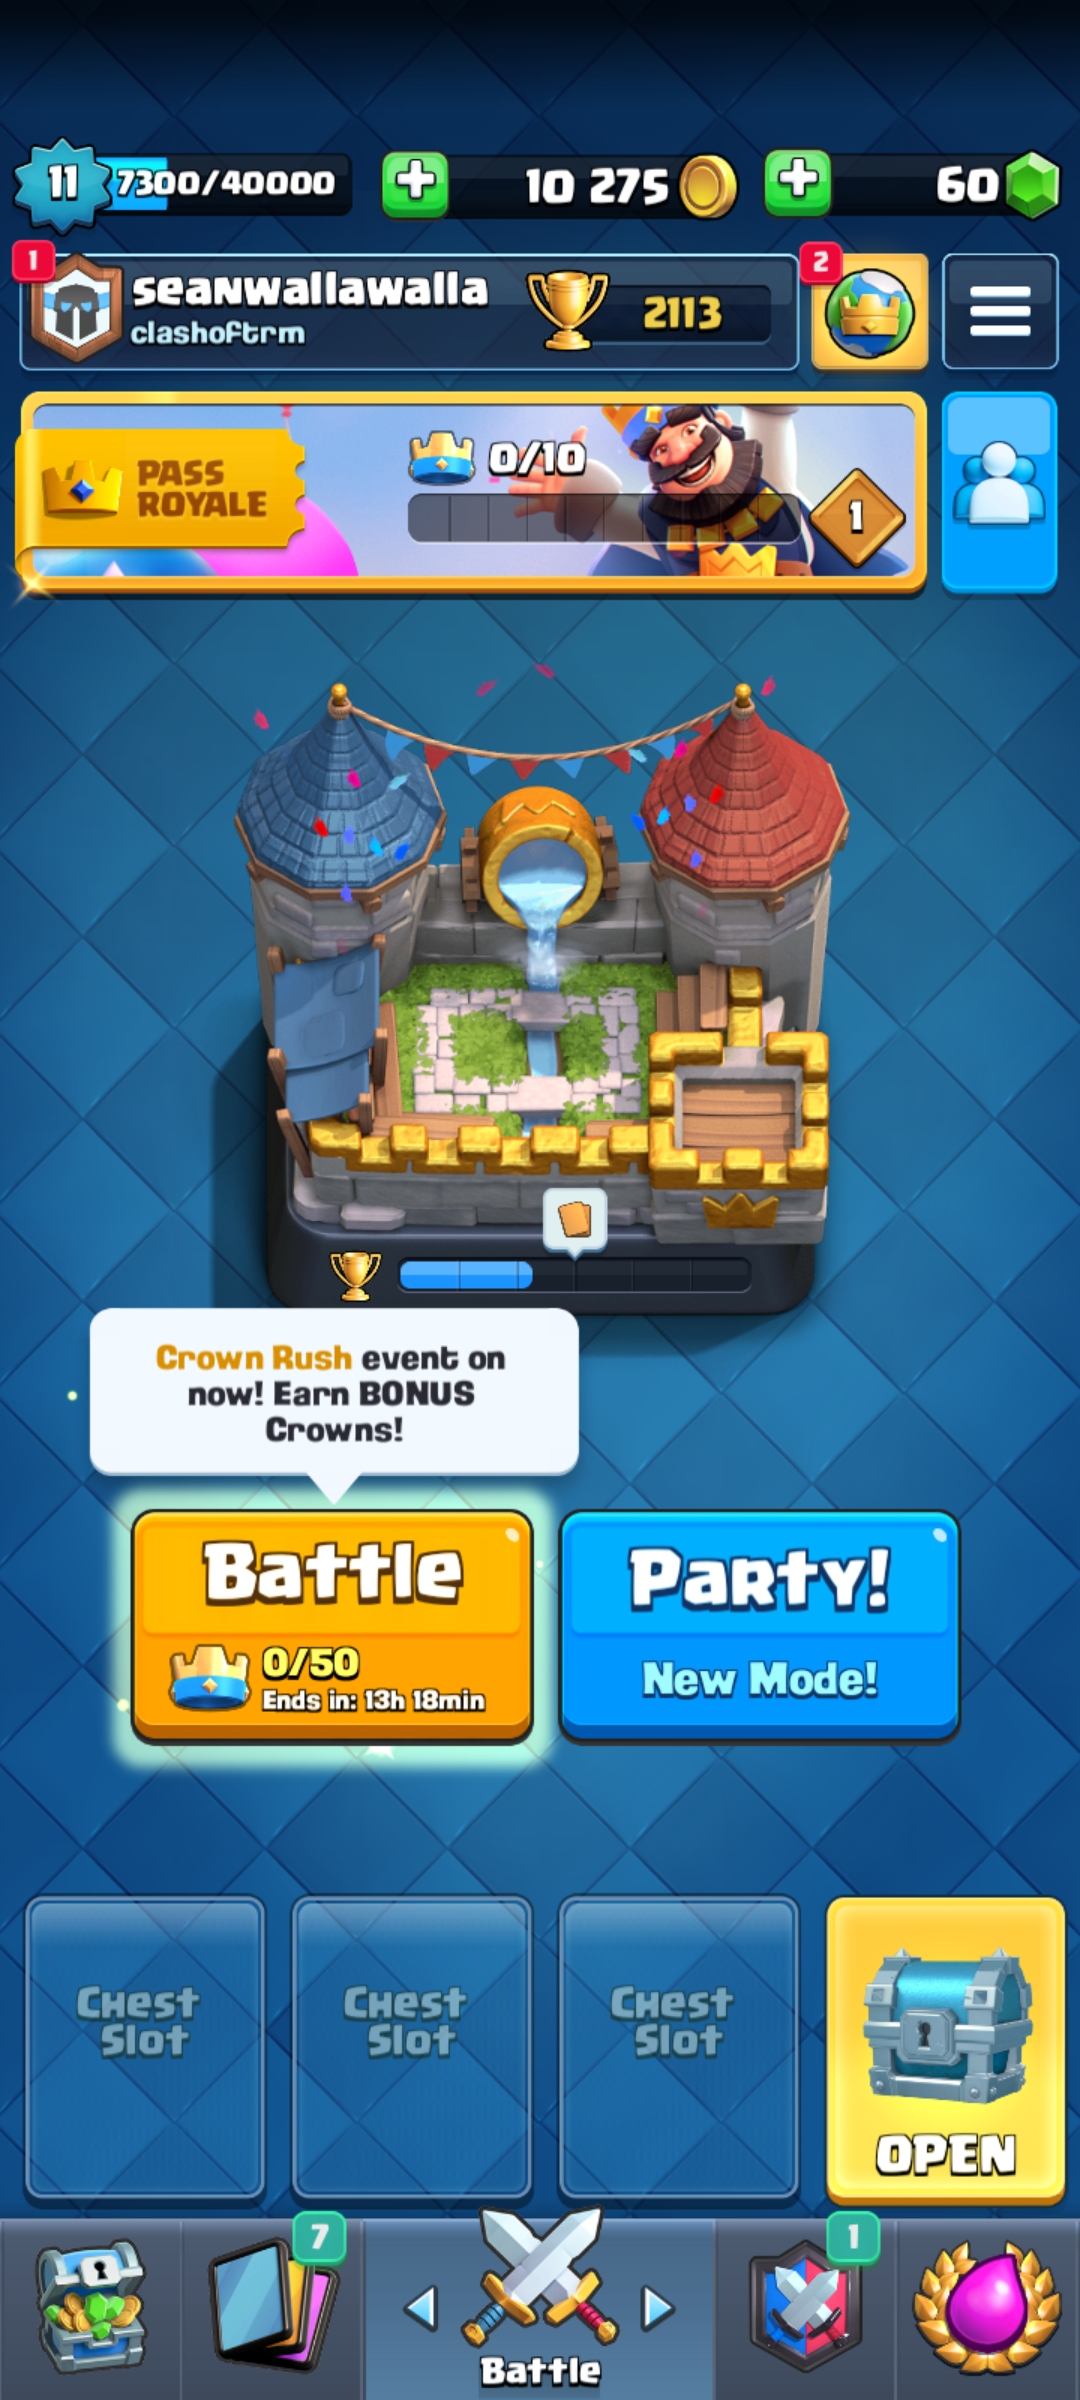 11
7300/40000
10 275
60
1
seanwallawalla
2113
2
clashoftrm
PASS
ROYALE
0/10
1
Crown Rush event on
now! Earn BONUS
Crowns!
Battle
0/50
Ends in: 13h 18min
Party!
New Mode!
Chest
Slot
Chest
Slot
Chest
Slot
OPEN
7
1
Battle